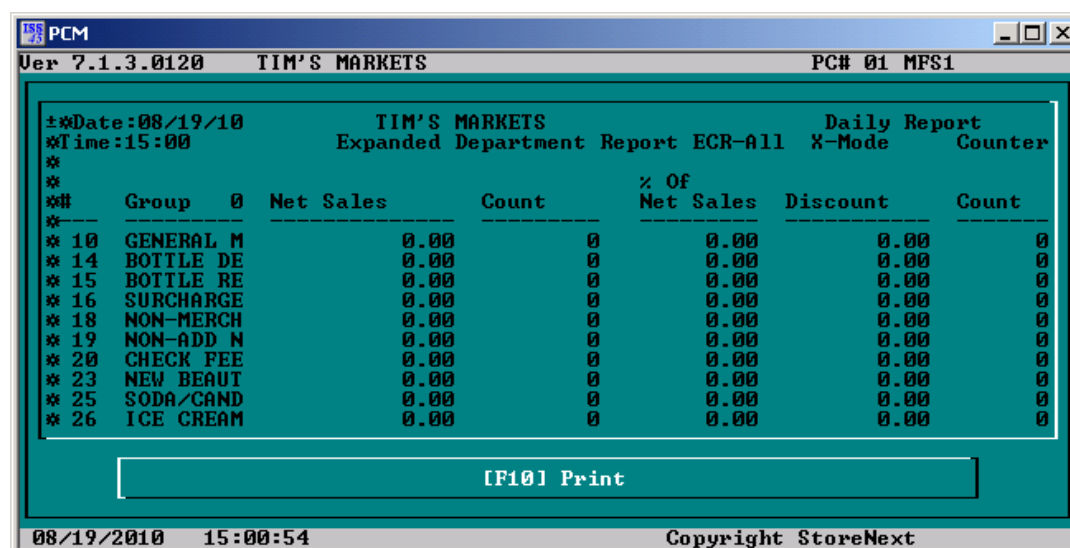 ISS 45 PCM
Ver 7.1.3.0120 TIM'S MARKETS PC# 01 MFS1
±*Date:08/19/10 TIM'S MARKETS Daily Report
*Time:15:00 Expanded Department Report ECR-All X-Mode Counter
*
* % Of
*# Group 0 Net Sales Count Net Sales Discount Count
*--- ---------- -------------- ---------- ---------- ------------ --------
* 10 GENERAL M 0.00 0 0.00 0.00 0
* 14 BOTTLE DE 0.00 0 0.00 0.00 0
* 15 BOTTLE RE 0.00 0 0.00 0.00 0
* 16 SURCHARGE 0.00 0 0.00 0.00 0
* 18 NON-MERCH 0.00 0 0.00 0.00 0
* 19 NON-ADD N 0.00 0 0.00 0.00 0
* 20 CHECK FEE 0.00 0 0.00 0.00 0
* 23 NEW BEAUT 0.00 0 0.00 0.00 0
* 25 SODA/CAND 0.00 0 0.00 0.00 0
* 26 ICE CREAM 0.00 0 0.00 0.00 0
[F10] Print
08/19/2010 15:00:54 Copyright StoreNext